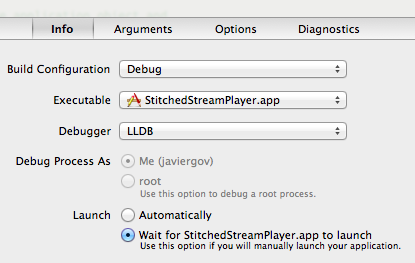 Info Arguments Options Diagnostics
Build Configuration Debug
Executable StitchedStreamPlayer.app
Debugger LLDB
Debug Process As Me (javiergov)
root
Use this option to debug a root process.
Launch Automatically
Wait for StitchedStreamPlayer.app to launch
Use this option if you will manually launch your application.